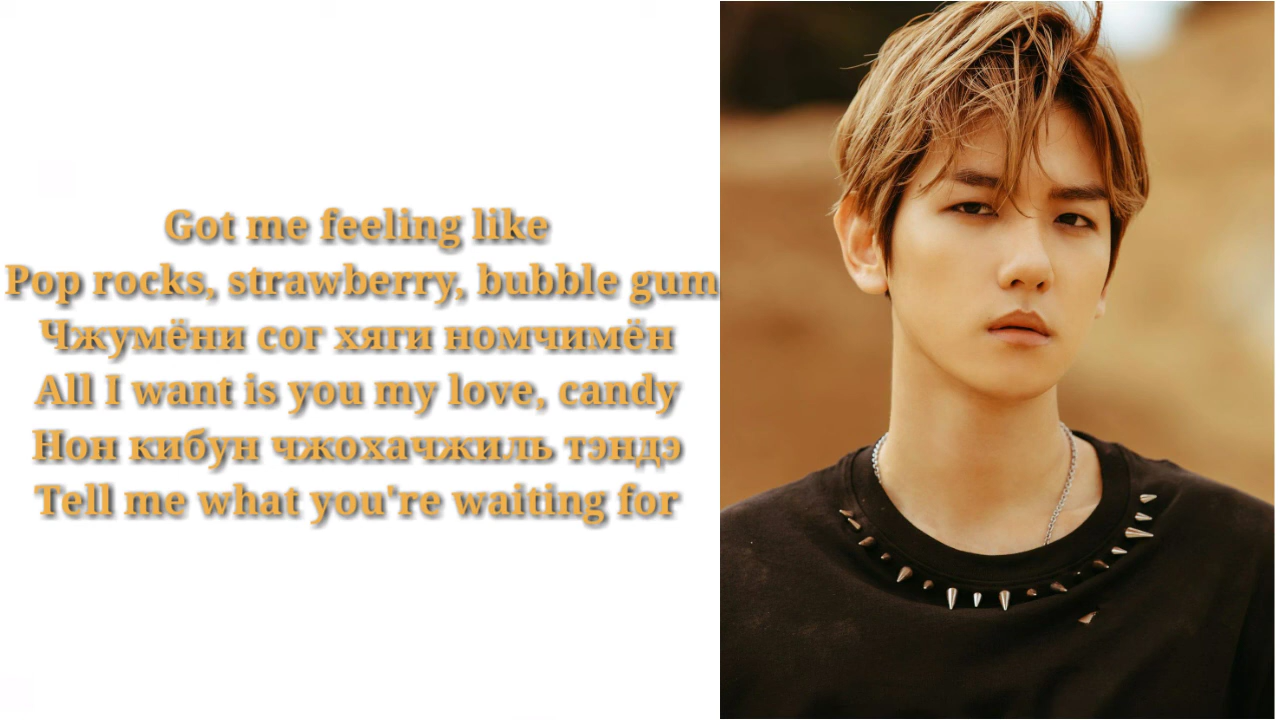 Got me feeling like
Pop rocks, strawberry, bubble gum
Чжумёни сог хяги номчимён
All I want is you my love, candy
Нон кибун чжохачжиль тэндэ
Tell me what you're waiting for